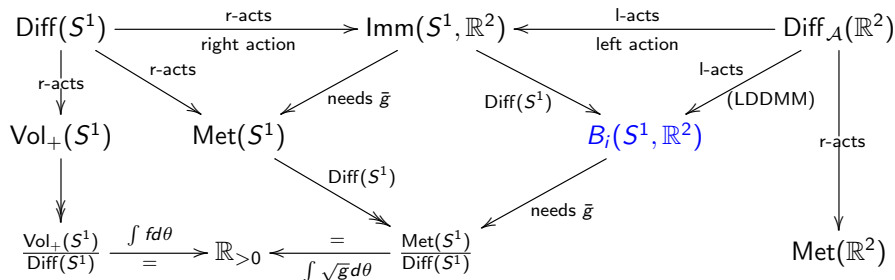 Diff(S¹) r-acts right action Imm(S¹, ℝ²) l-acts left action Diff_𝒜(ℝ²)
r-acts r-acts needs ḡ Diff(S¹) l-acts (LDDMM) r-acts
Vol₊(S¹) Met(S¹) B_i(S¹, ℝ²)
Diff(S¹) needs ḡ
Vol₊(S¹)/Diff(S¹) ∫ fdθ = ℝ_{>0} = ∫ √g dθ Met(S¹)/Diff(S¹) Met(ℝ²)